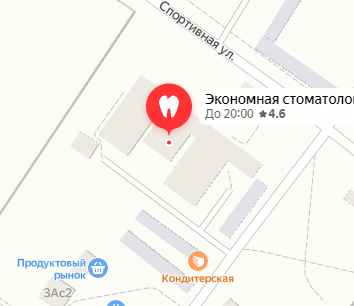 Спортивная ул.
Экономная стоматолог
До 20:00 ★4.6
Продуктовый
рынок
Кондитерская
3Ас2